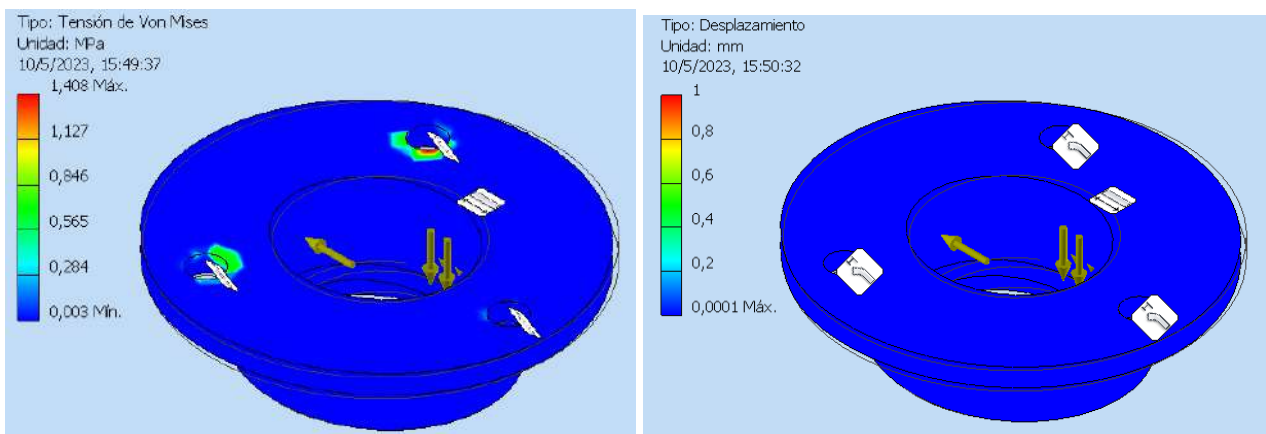 Tipo: Tensión de Von Mises
Unidad: MPa
10/5/2023, 15:49:37
1,408 Máx.
1,127
0,846
0,565
0,284
0,003 Mín.
Tipo: Desplazamiento
Unidad: mm
10/5/2023, 15:50:32
1
0,8
0,6
0,4
0,2
0,0001 Máx.